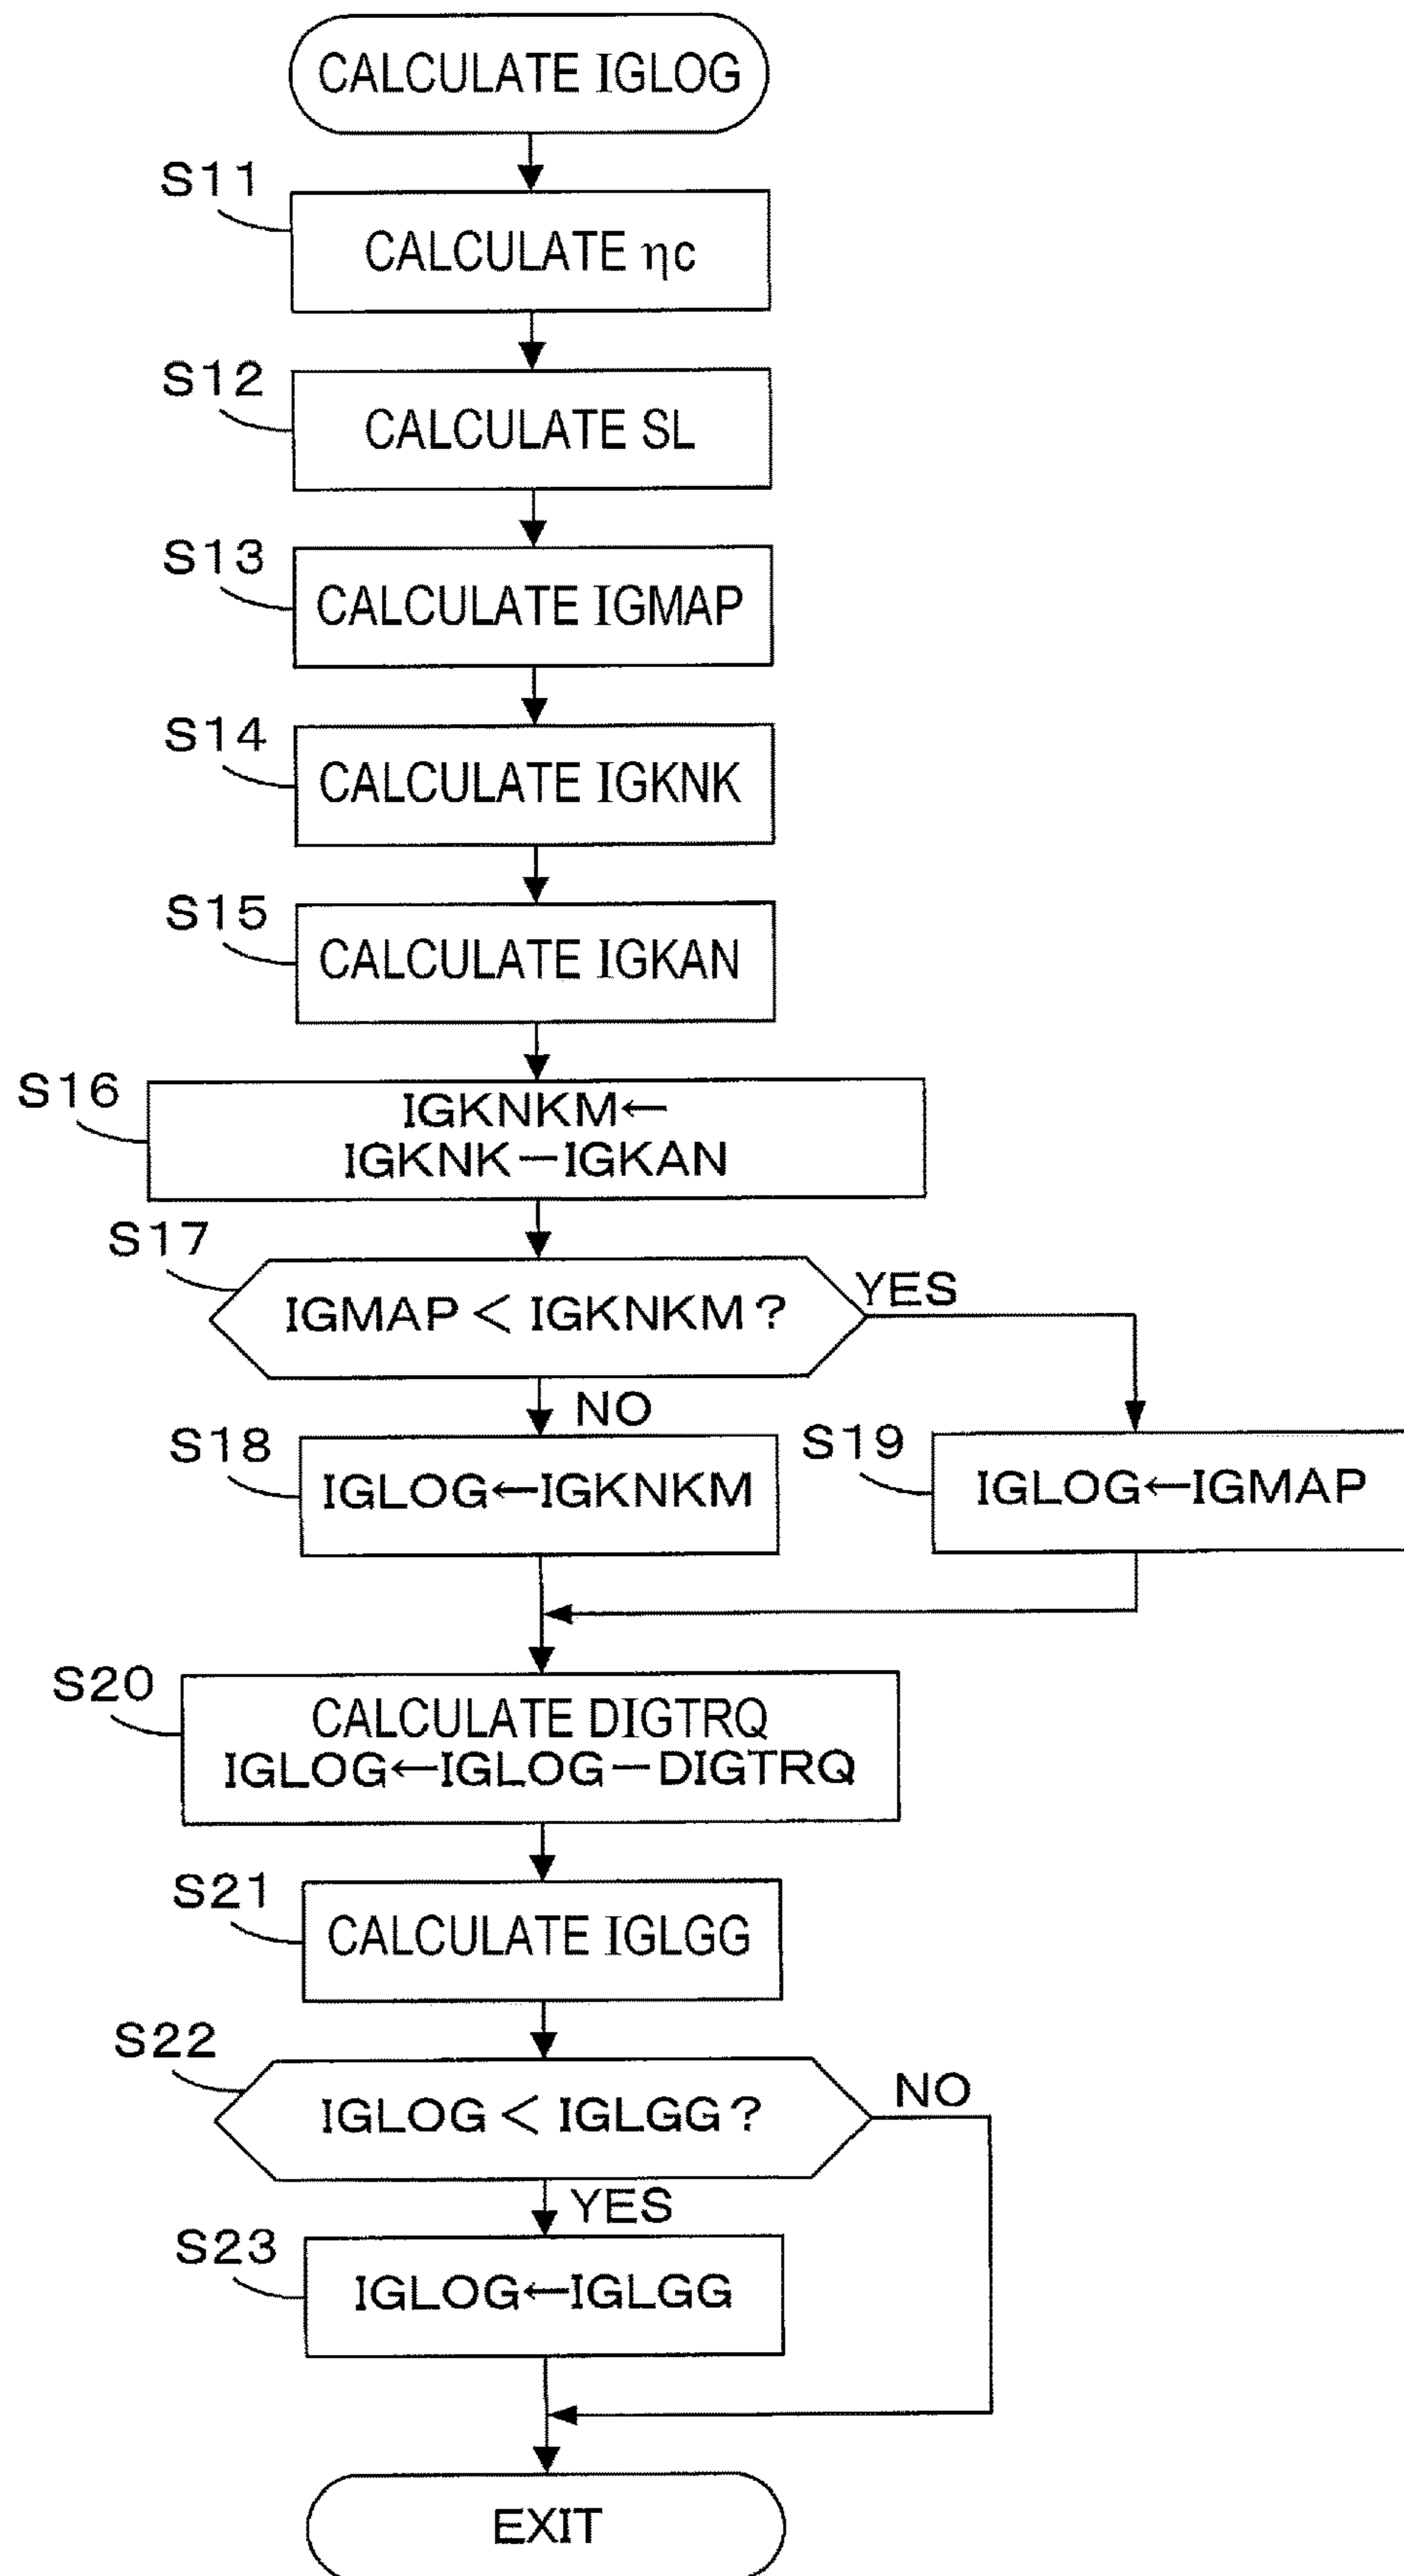 CALCULATE IGLOG
S11
CALCULATE ηc
S12
CALCULATE SL
S13
CALCULATE IGMAP
S14
CALCULATE IGKNK
S15
CALCULATE IGKAN
S16
IGKNKM←
IGKNK－IGKAN
S17
IGMAP＜IGKNKM？
YES
NO
S18
IGLOG←IGKNKM
S19
IGLOG←IGMAP
S20
CALCULATE DIGTRQ
IGLOG←IGLOG－DIGTRQ
S21
CALCULATE IGLGG
S22
IGLOG＜IGLGG？
NO
YES
S23
IGLOG←IGLGG
EXIT